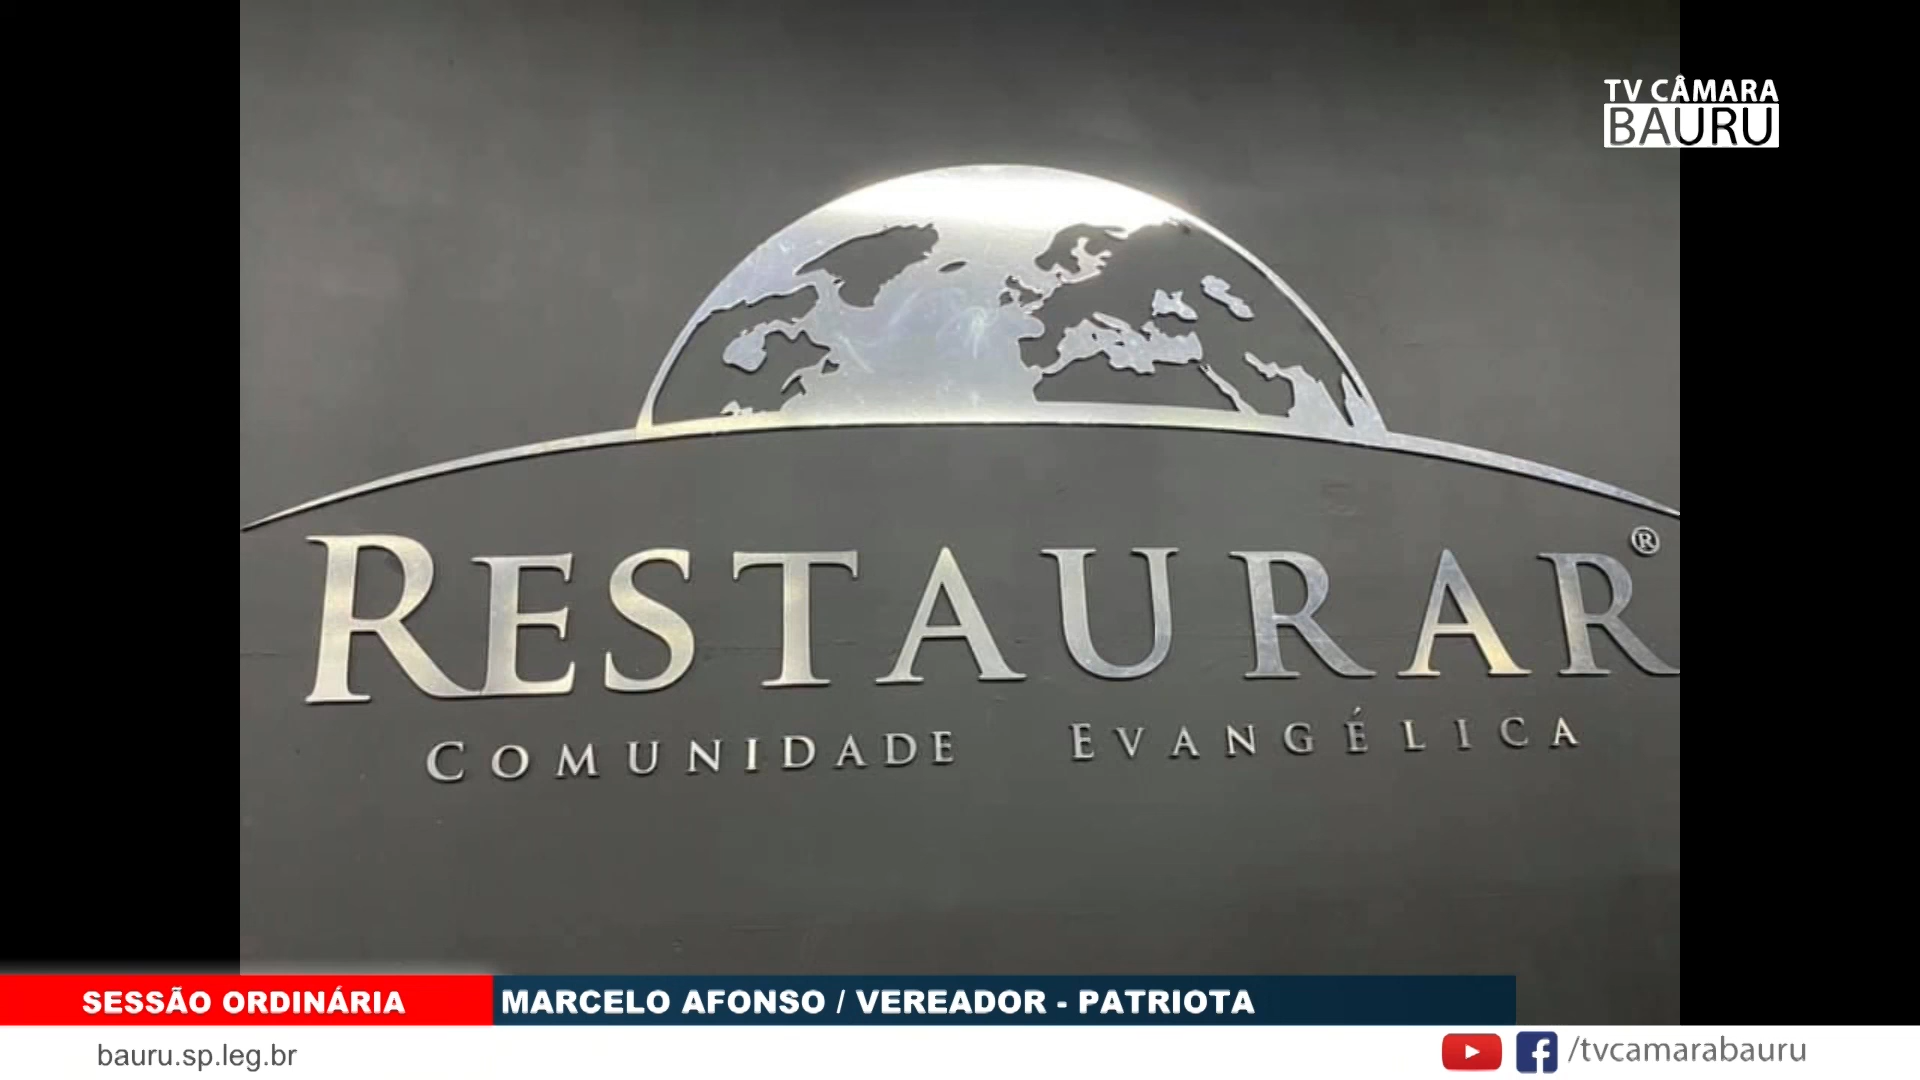 TV CÂMARA
BAURU
RESTAURAR®
COMUNIDADE EVANGÉLICA
SESSÃO ORDINÁRIA
MARCELO AFONSO / VEREADOR - PATRIOTA
bauru.sp.leg.br
/tvcamarabauru